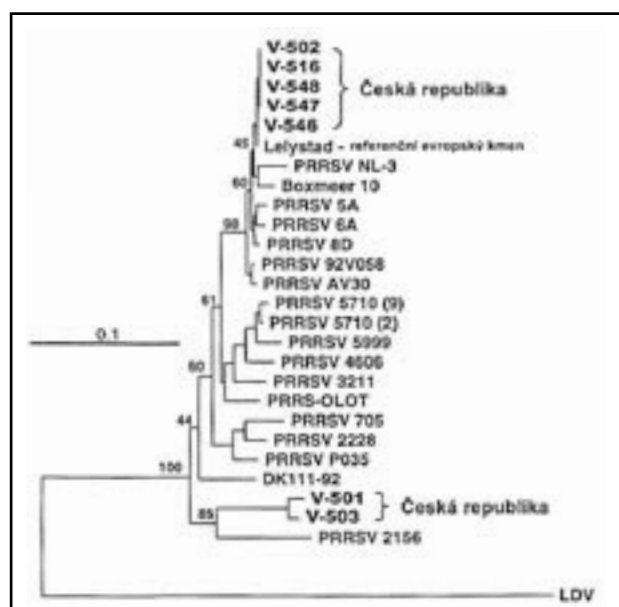 V-502
V-516
V-548
V-547
V-546
Česká republika
45
Lelystad - referenční evropský kmen
PRRSV NL-3
60
Boxmeer 10
PRRSV 5A
PRRSV 6A
98
PRRSV 8D
PRRSV 92V058
PRRSV AV30
61
PRRSV 5710 (9)
PRRSV 5710 (2)
0.1
PRRSV 5999
PRRSV 4606
60
PRRSV 3211
PRRS-OLOT
44
PRRSV 705
PRRSV 2228
PRRSV P035
100
DK111-92
V-501
V-503
Česká republika
85
PRRSV 2156
LDV